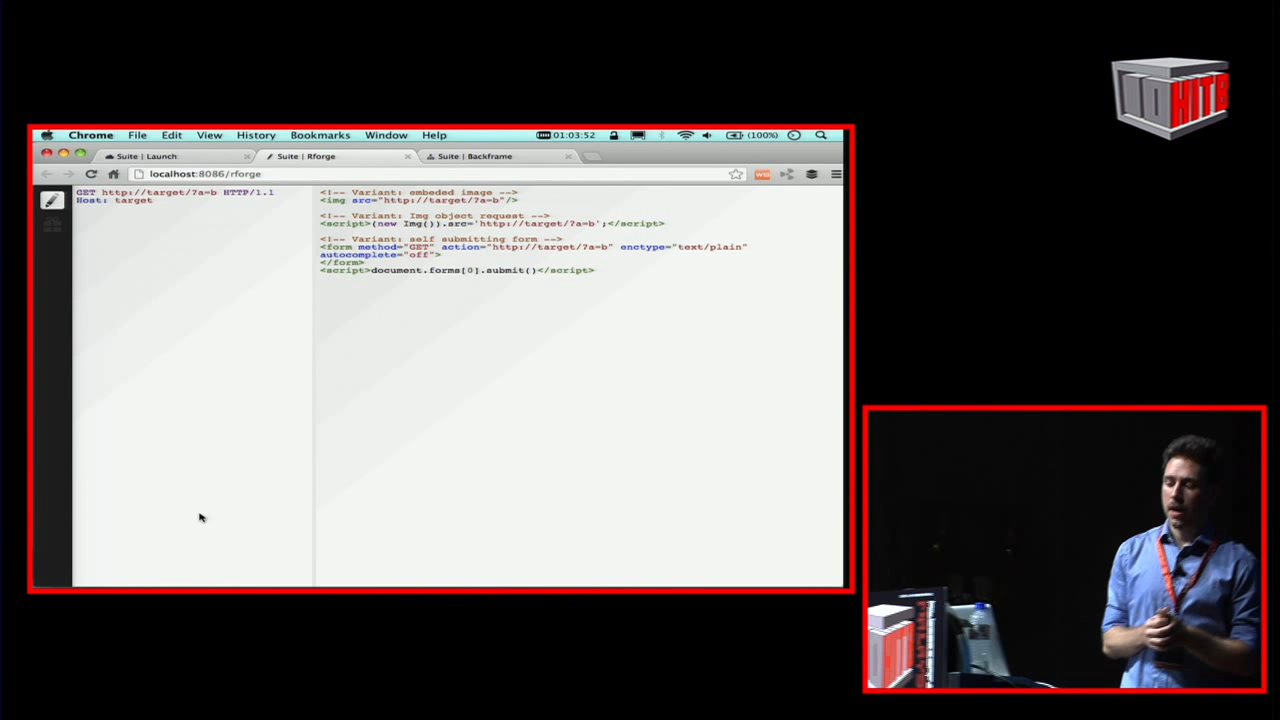 10 HITB
Chrome File Edit View History Bookmarks Window Help 01:03:52 (100%)
Suite | Launch
Suite | Rforge
Suite | Backframe
localhost:8086/rforge
GET http://target/?a=b HTTP/1.1
Host: target
<!-- Variant: embeded image -->
<img src="http://target/?a=b"/>
<!-- Variant: Img object request -->
<script>(new Img()).src='http://target/?a=b';</script>
<!-- Variant: self submitting form -->
<form method="GET" action="http://target/?a=b" enctype="text/plain"
autocomplete="off">
</form>
<script>document.forms[0].submit()</script>